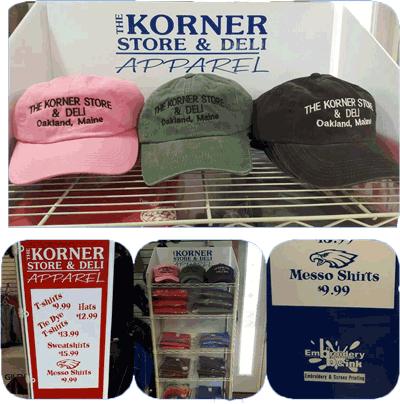 THE KORNER
STORE & DELI
APPAREL
THE KORNER STORE
& DELI
Oakland, Maine
THE KORNER STORE
& DELI
Oakland, Maine
THE KORNER STORE
& DELI
Oakland, Maine
THE KORNER
STORE & DELI
APPAREL
T-shirts
$9.99
Hats
$12.99
Tie Dye
T-shirts
$13.99
Sweatshirts
$15.99
Messo Shirts
$9.99
THE KORNER
STORE & DELI
APPAREL
Messo Shirts
$9.99
Embroidery
Embroidery & Screen Printing